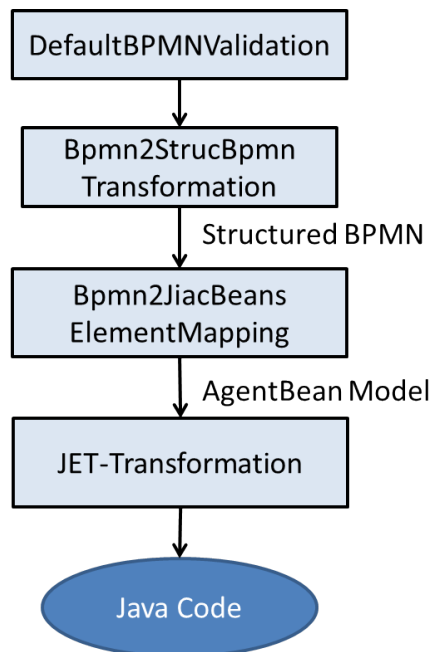 DefaultBPMNValidation
Bpmn2StrucBpmn
Transformation
Structured BPMN
Bpmn2JiacBeans
ElementMapping
AgentBean Model
JET-Transformation
Java Code